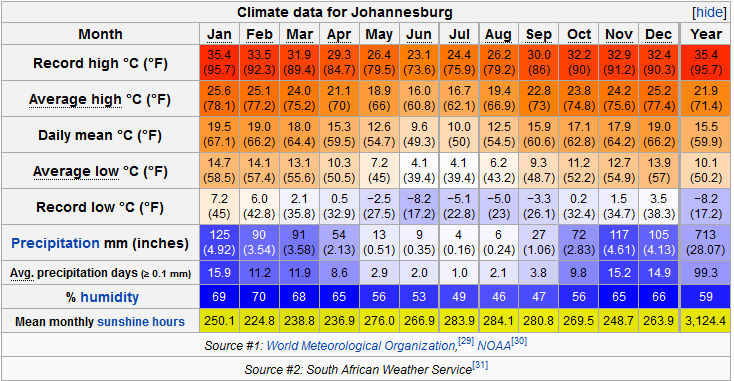 Climate data for Johannesburg [hide]
Month Jan Feb Mar Apr May Jun Jul Aug Sep Oct Nov Dec Year
Record high °C (°F) 35.4 33.5 31.9 29.3 26.4 23.1 24.4 26.2 30.0 32.2 32.9 32.4 35.4
(95.7) (92.3) (89.4) (84.7) (79.5) (73.6) (75.9) (79.2) (86) (90) (91.2) (90.3) (95.7)
Average high °C (°F) 25.6 25.1 24.0 21.1 18.9 16.0 16.7 19.4 22.8 23.8 24.2 25.2 21.9
(78.1) (77.2) (75.2) (70) (66) (60.8) (62.1) (66.9) (73) (74.8) (75.6) (77.4) (71.4)
Daily mean °C (°F) 19.5 19.0 18.0 15.3 12.6 9.6 10.0 12.5 15.9 17.1 17.9 19.0 15.5
(67.1) (66.2) (64.4) (59.5) (54.7) (49.3) (50) (54.5) (60.6) (62.8) (64.2) (66.2) (59.9)
Average low °C (°F) 14.7 14.1 13.1 10.3 7.2 4.1 4.1 6.2 9.3 11.2 12.7 13.9 10.1
(58.5) (57.4) (55.6) (50.5) (45) (39.4) (39.4) (43.2) (48.7) (52.2) (54.9) (57) (50.2)
Record low °C (°F) 7.2 6.0 2.1 0.5 −2.5 −8.2 −5.1 −5.0 −3.3 0.2 1.5 3.5 −8.2
(45) (42.8) (35.8) (32.9) (27.5) (17.2) (22.8) (23) (26.1) (32.4) (34.7) (38.3) (17.2)
Precipitation mm (inches) 125 90 91 54 13 9 4 6 27 72 117 105 713
(4.92) (3.54) (3.58) (2.13) (0.51) (0.35) (0.16) (0.24) (1.06) (2.83) (4.61) (4.13) (28.07)
Avg. precipitation days (≥ 0.1 mm) 15.9 11.2 11.9 8.6 2.9 2.0 1.0 2.1 3.8 9.8 15.2 14.9 99.3
% humidity 69 70 68 65 56 53 49 46 47 56 65 66 59
Mean monthly sunshine hours 250.1 224.8 238.8 236.9 276.0 266.9 283.9 284.1 280.8 269.5 248.7 263.9 3,124.4
Source #1: World Meteorological Organization,[29] NOAA[30]
Source #2: South African Weather Service[31]